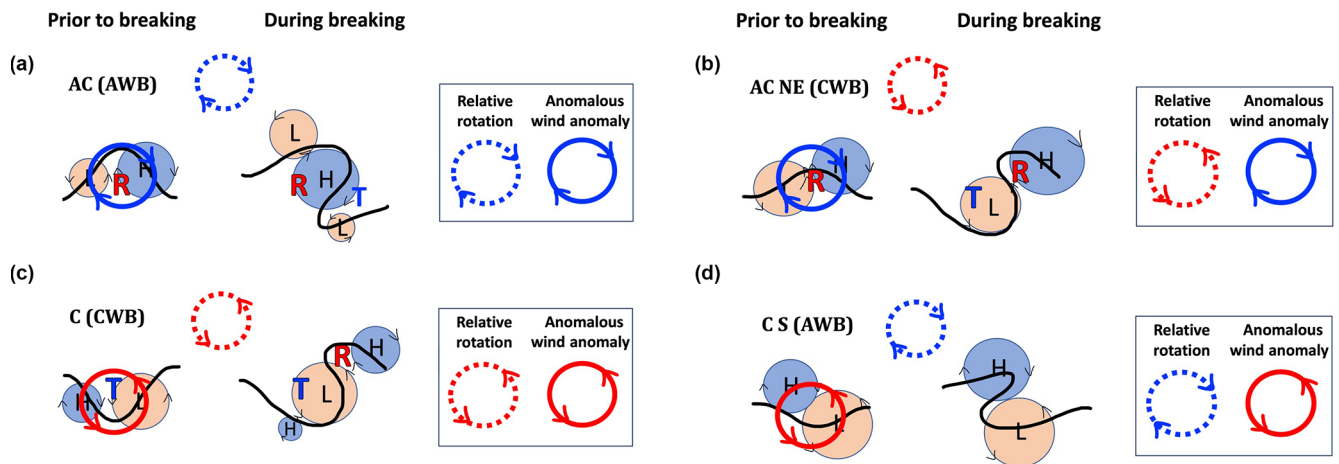 Prior to breaking During breaking Prior to breaking During breaking
(a) (b)
AC (AWB) AC NE (CWB)
Relative rotation Anomalous wind anomaly
Relative rotation Anomalous wind anomaly
L H R
L R H T L
H R
R H T L
(c) (d)
C (CWB) C S (AWB)
Relative rotation Anomalous wind anomaly
Relative rotation Anomalous wind anomaly
H T L
R H T L H
H L
H L